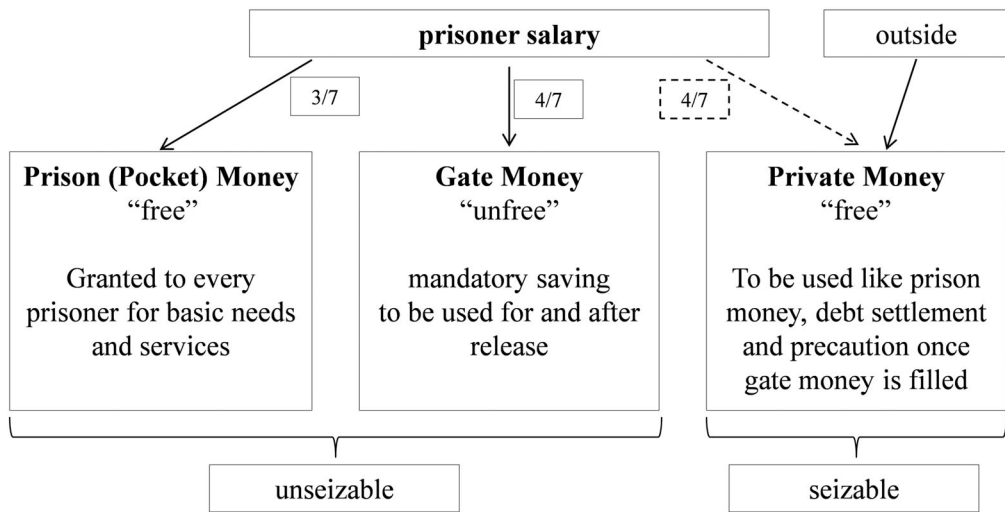 prisoner salary
outside
3/7
4/7
4/7
Prison (Pocket) Money
“free”
Granted to every
prisoner for basic needs
and services
Gate Money
“unfree”
mandatory saving
to be used for and after
release
Private Money
“free”
To be used like prison
money, debt settlement
and precaution once
gate money is filled
unseizable
seizable